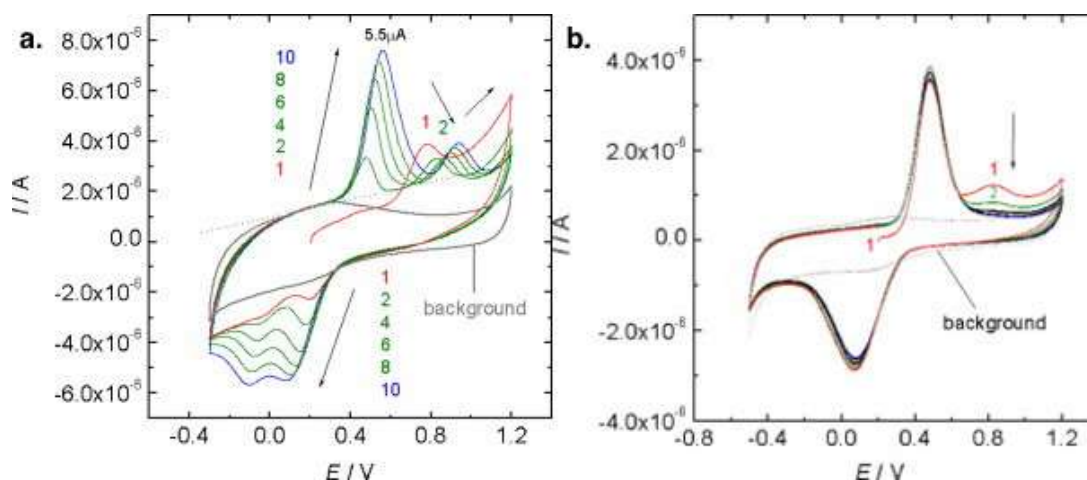 a.
8.0x10⁻⁶
6.0x10⁻⁶
4.0x10⁻⁶
2.0x10⁻⁶
0.0
-2.0x10⁻⁶
-4.0x10⁻⁶
-6.0x10⁻⁶
I / A
10
8
6
4
2
1
5.5µA
1 2
background
1
2
4
6
8
10
-0.4 0.0 0.4 0.8 1.2
E / V
b.
4.0x10⁻⁶
2.0x10⁻⁶
0.0
-2.0x10⁻⁶
-4.0x10⁻⁶
I / A
1
2
1
background
-0.8 -0.4 0.0 0.4 0.8 1.2
E / V